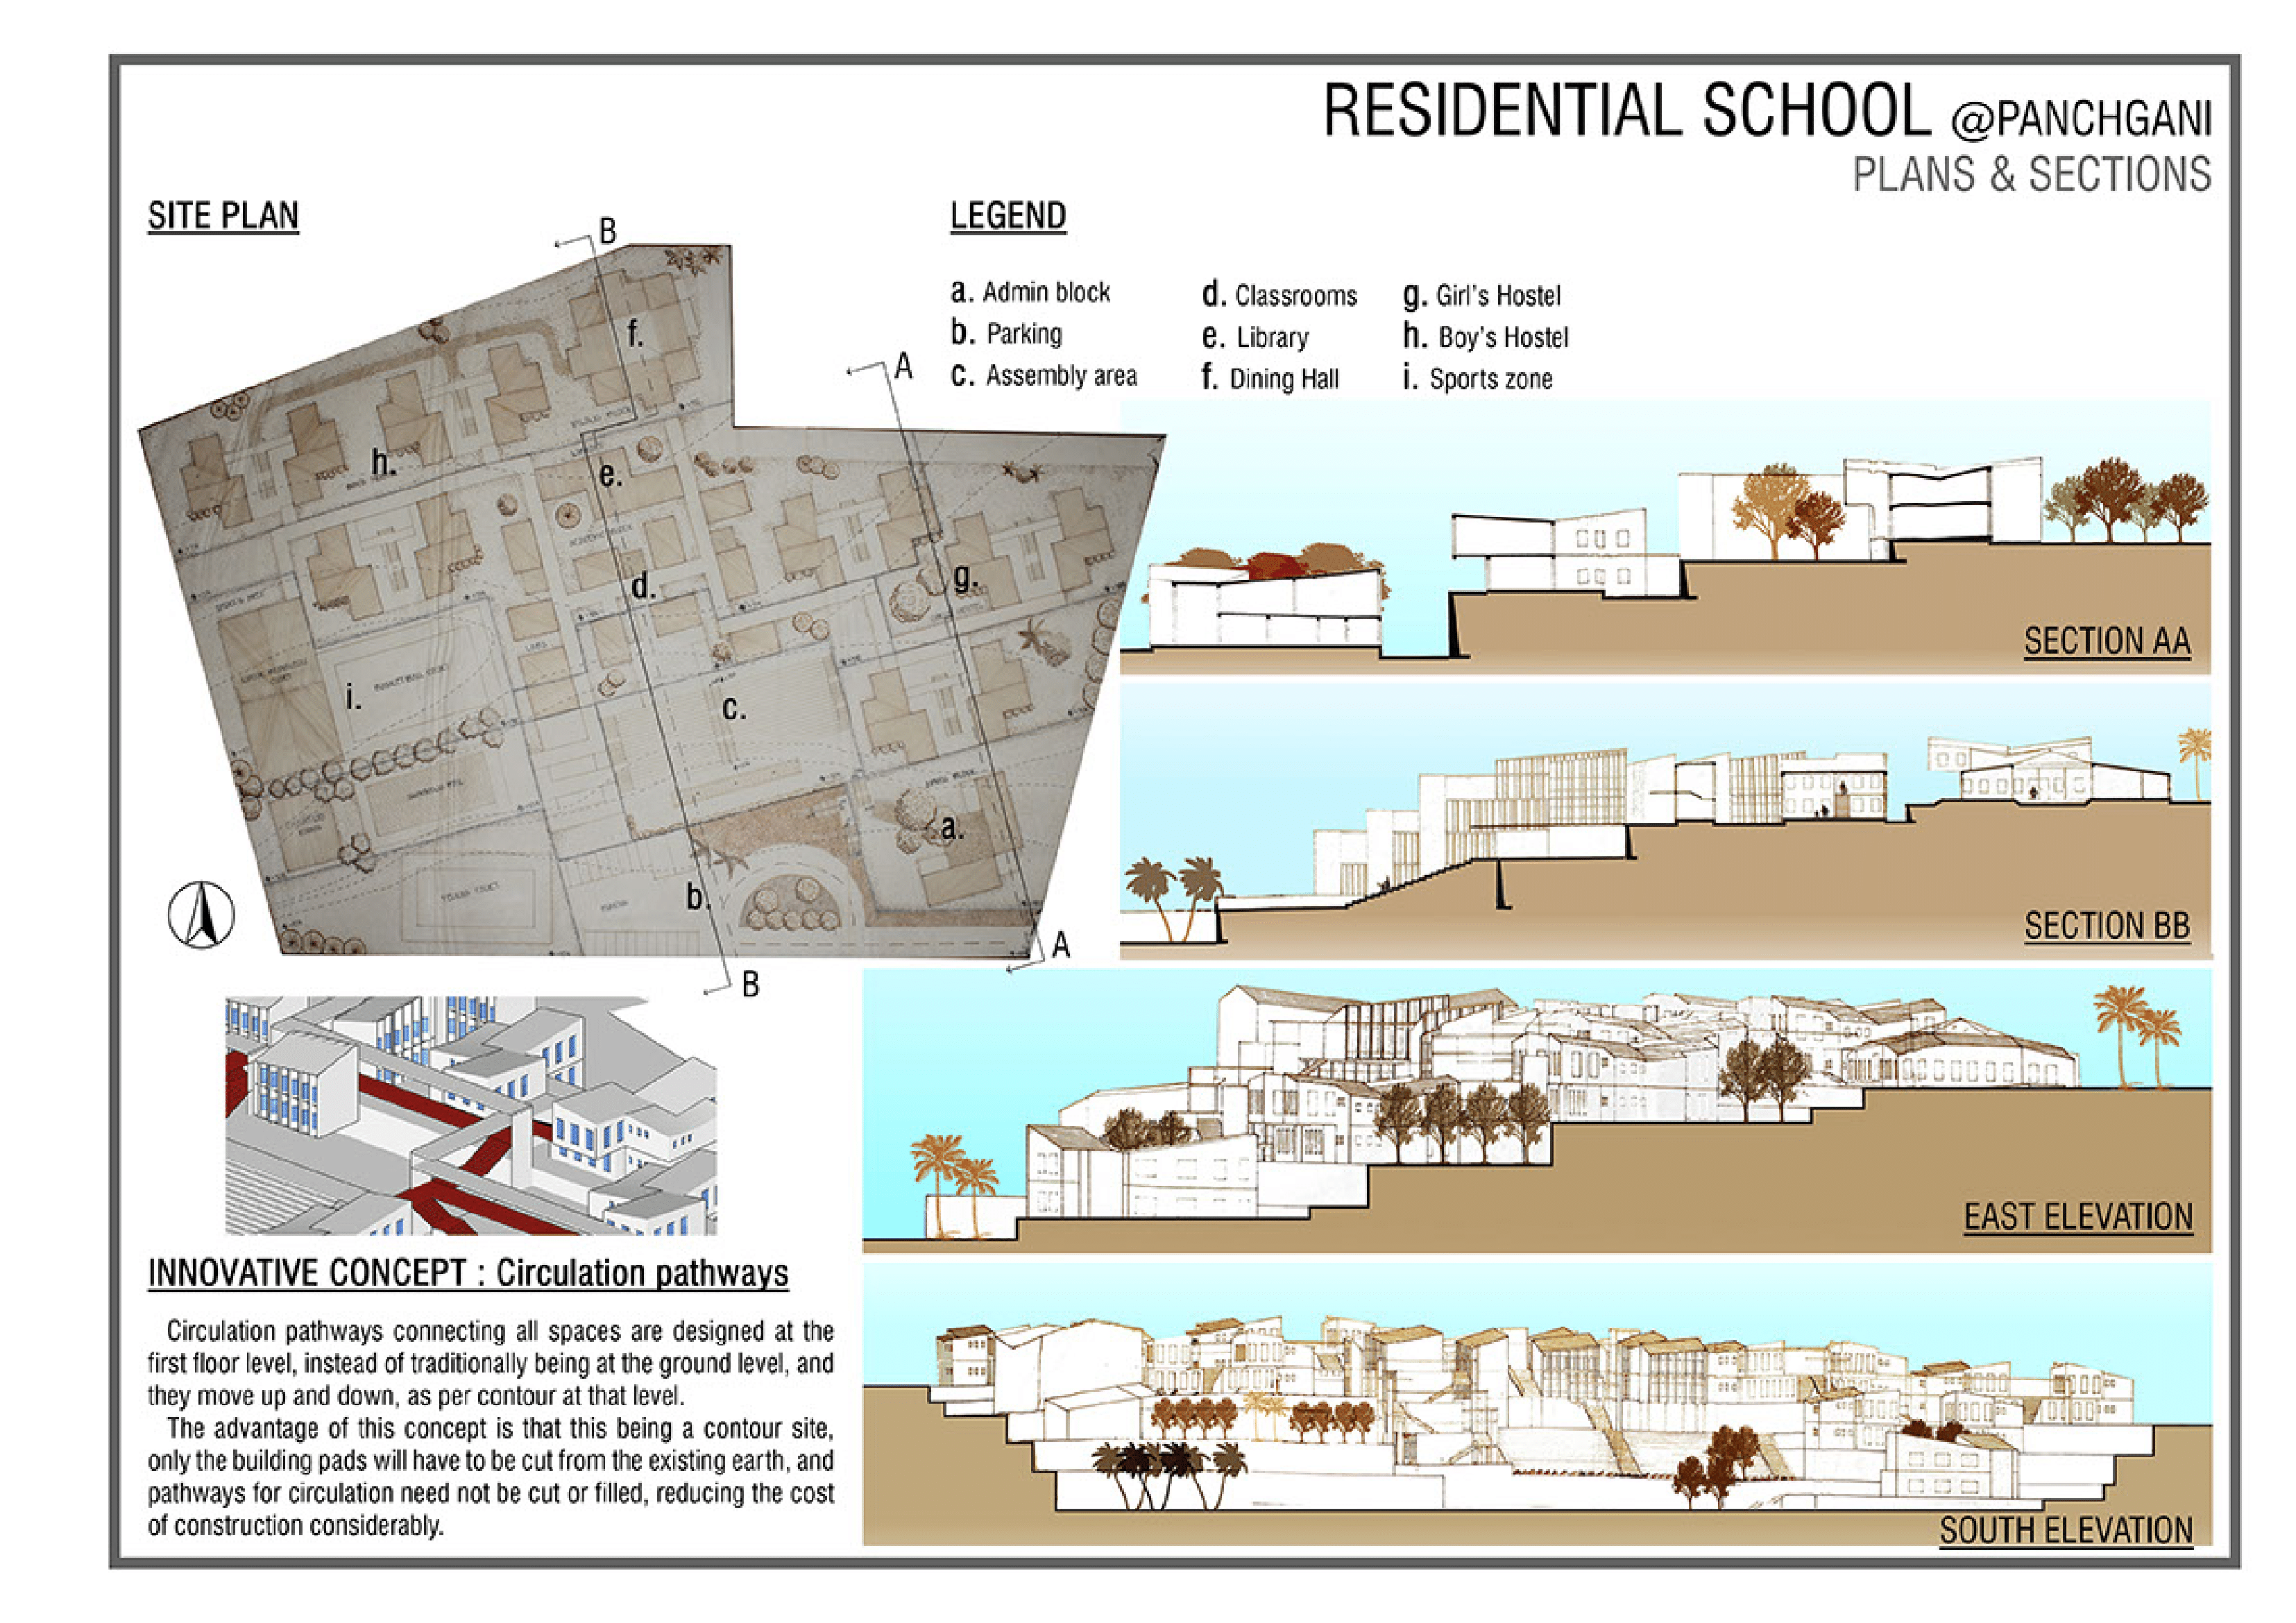 RESIDENTIAL SCHOOL @PANCHGANI
PLANS & SECTIONS
SITE PLAN
LEGEND
a. Admin block
b. Parking
c. Assembly area
d. Classrooms
e. Library
f. Dining Hall
g. Girl's Hostel
h. Boy's Hostel
i. Sports zone
B
A
f.
h.
e.
g.
d.
i.
BASKETBALL COURT
c.
a.
b.
TENNIS COURT
A
B
SECTION AA
SECTION BB
EAST ELEVATION
SOUTH ELEVATION
INNOVATIVE CONCEPT : Circulation pathways
Circulation pathways connecting all spaces are designed at the
first floor level, instead of traditionally being at the ground level, and
they move up and down, as per contour at that level.
The advantage of this concept is that this being a contour site,
only the building pads will have to be cut from the existing earth, and
pathways for circulation need not be cut or filled, reducing the cost
of construction considerably.